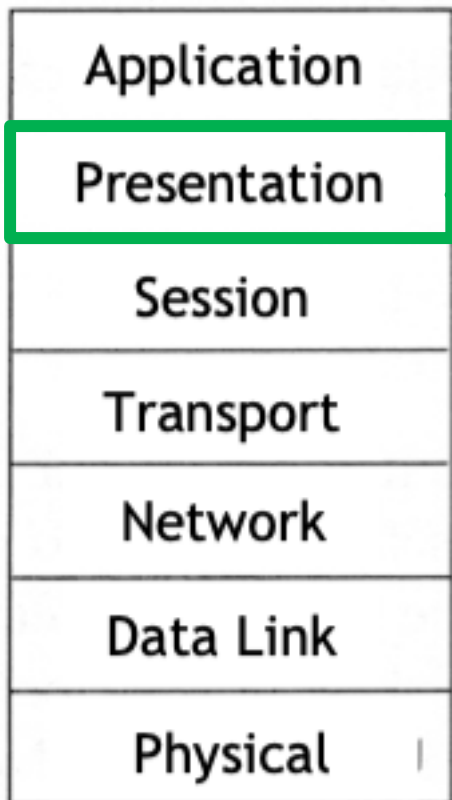 Application
Presentation
Session
Transport
Network
Data Link
Physical